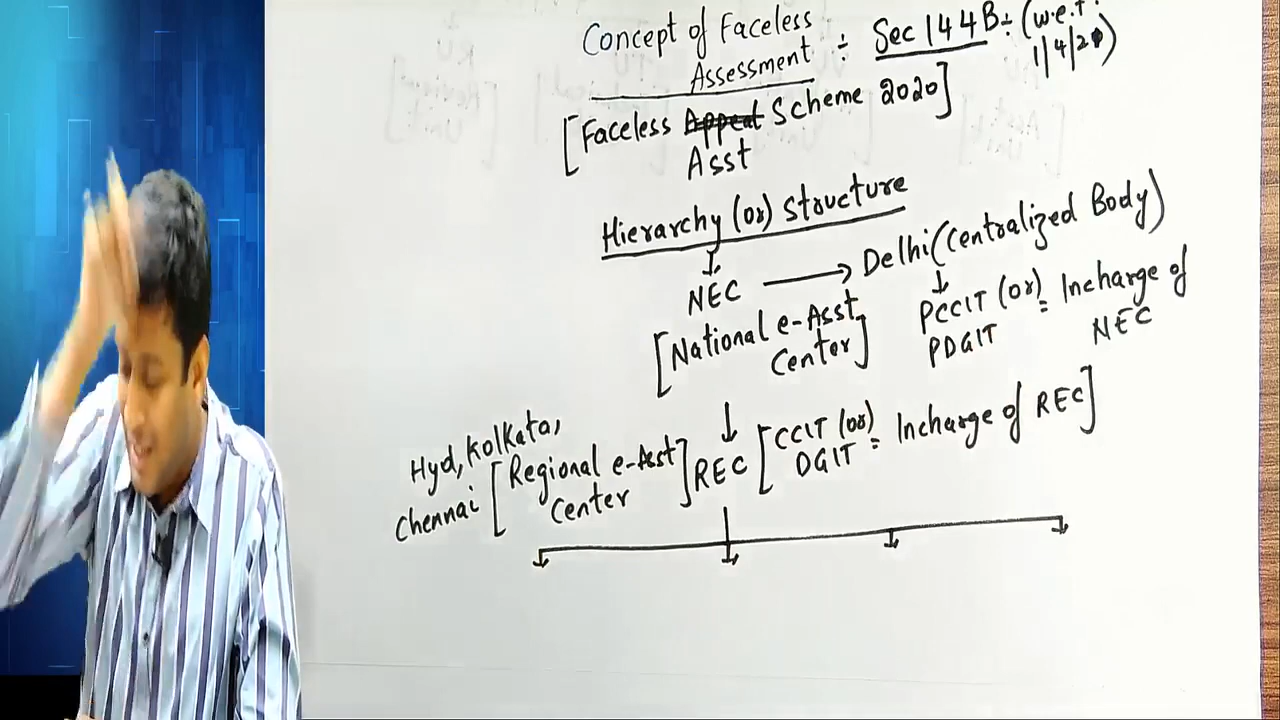 Concept of Faceless Assessment ÷ Sec 144B÷ (w.e.f. 1/4/21)
[Faceless Appeal Scheme 2020]
Asst
Hierarchy (or) Structure
NEC → Delhi (Centralized Body)
[National e-Asst Center]
PCCIT (or) PDGIT = Incharge of NEC
Hyd, Kolkata, Chennai
[Regional e-Asst Center] REC [CCIT (or) DGIT = Incharge of REC]